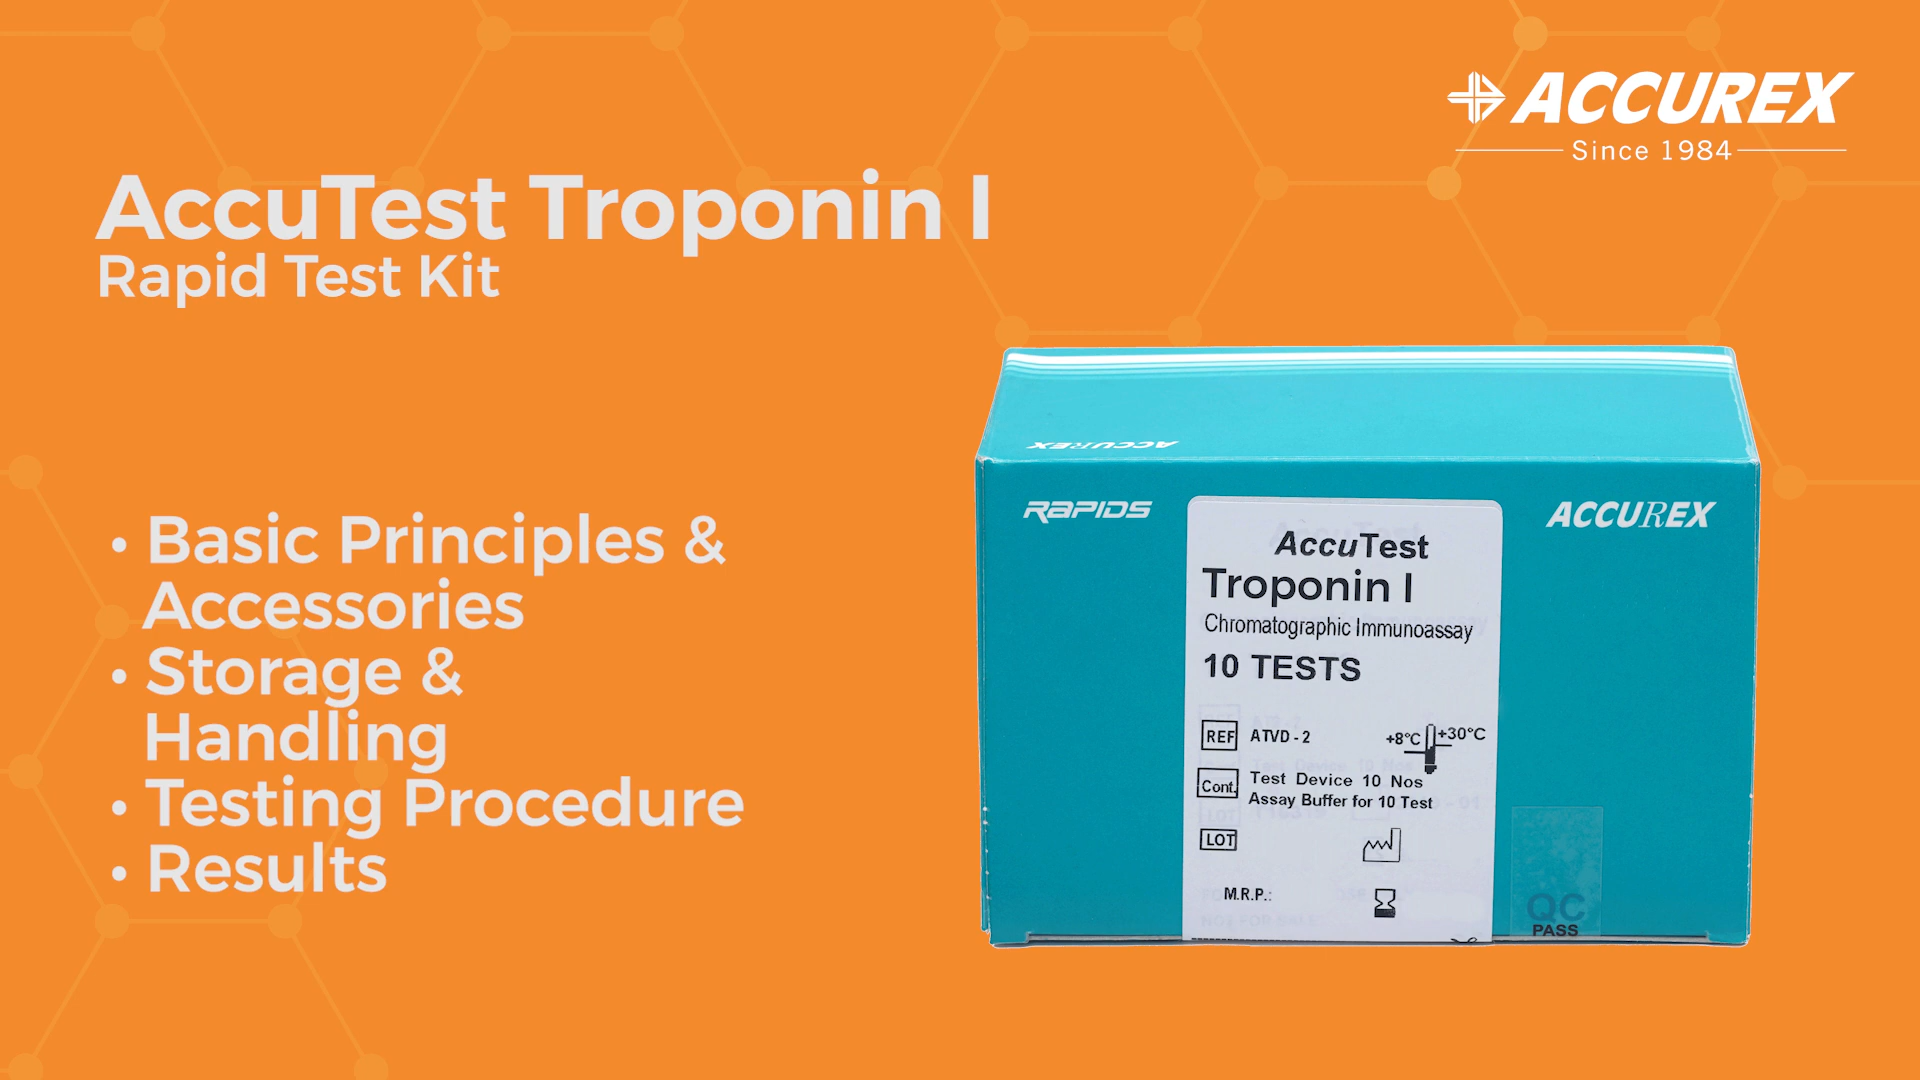 ACCUREX
Since 1984
AccuTest Troponin I
Rapid Test Kit
• Basic Principles &
Accessories
• Storage &
Handling
• Testing Procedure
• Results
ACCUREX
RAPIDS
ACCUREX
AccuTest
Troponin I
Chromatographic Immunoassay
10 TESTS
REF ATVD - 2
+8°C +30°C
Cont. Test Device 10 Nos
Assay Buffer for 10 Test
LOT
M.R.P.:
QC
PASS